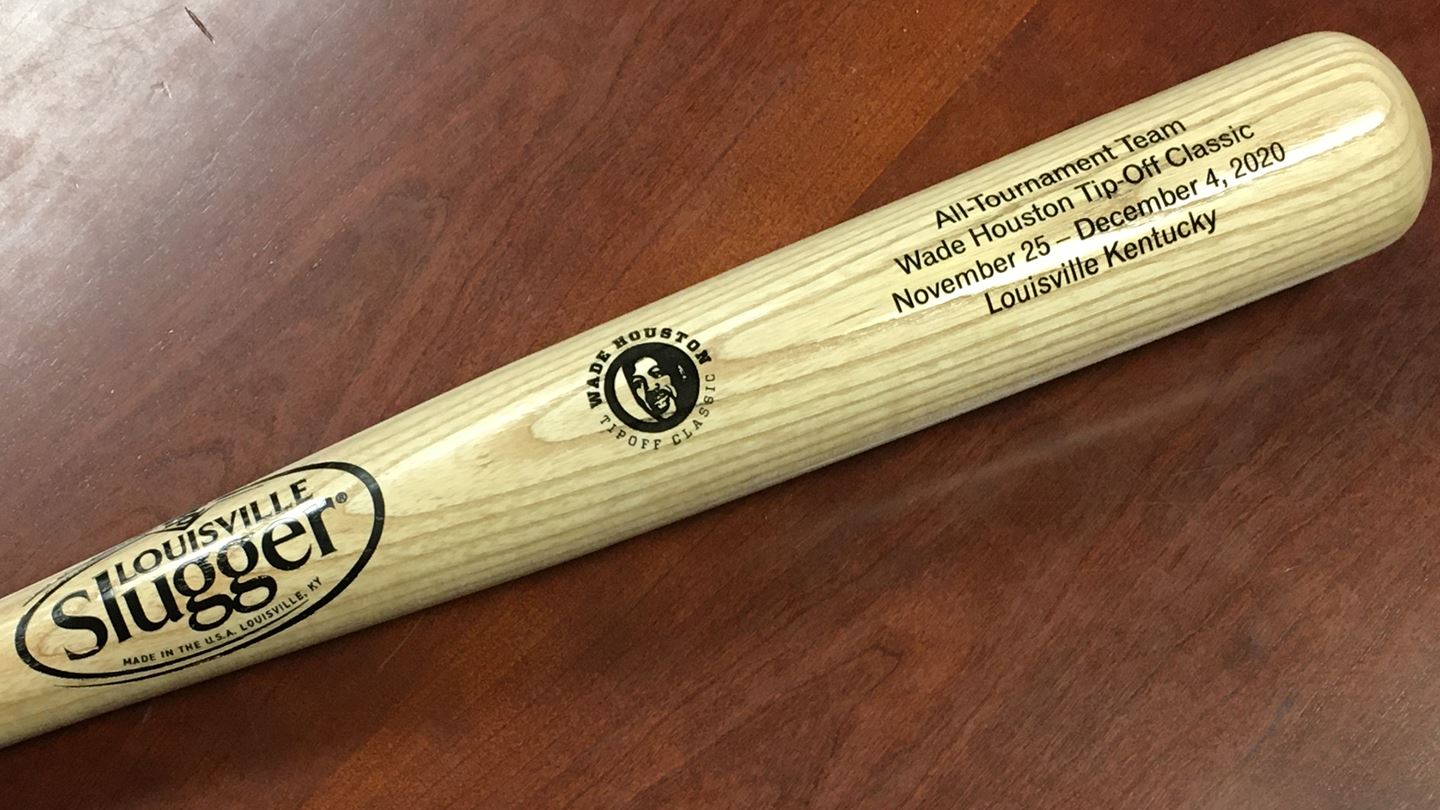 All-Tournament Team
Wade Houston Tip-Off Classic
November 25 – December 4, 2020
Louisville Kentucky
WADE HOUSTON
TIPOFF CLASSIC
LOUISVILLE
Slugger®
MADE IN THE U.S.A. LOUISVILLE, KY